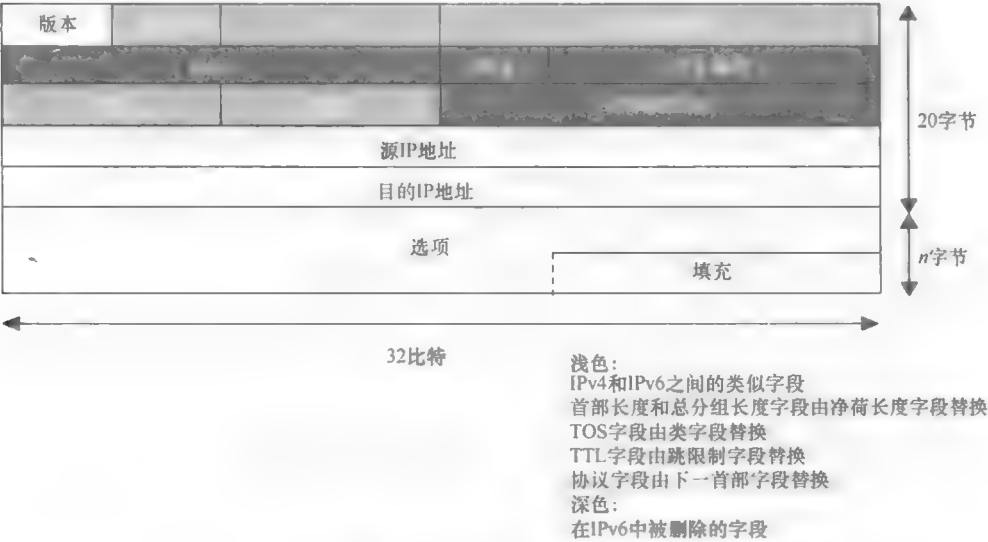 版本
20字节
源IP地址
目的IP地址
选项
n字节
填充
32比特
浅色：
IPv4和IPv6之间的类似字段
首部长度和总分组长度字段由净荷长度字段替换
TOS字段由类字段替换
TTL字段由跳限制字段替换
协议字段由下一首部字段替换
深色：
在IPv6中被删除的字段